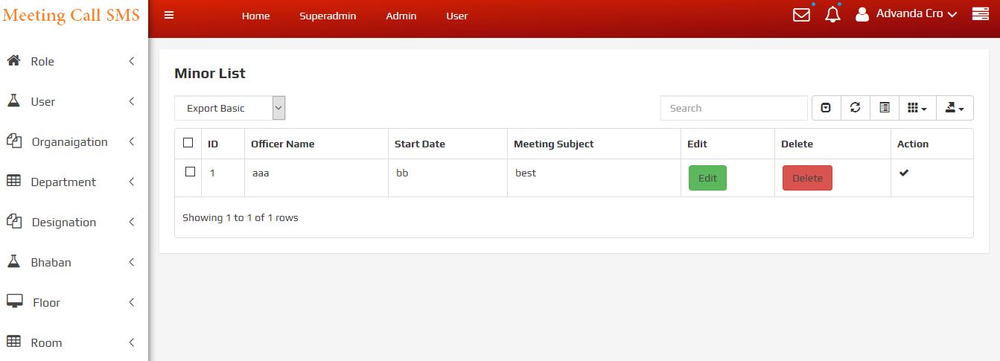 Meeting Call SMS
Home Superadmin Admin User Advanda Cro
Role
User
Organaigation
Department
Designation
Bhaban
Floor
Room
Minor List
Export Basic Search
ID Officer Name Start Date Meeting Subject Edit Delete Action
1 aaa bb best Edit Delete
Showing 1 to 1 of 1 rows